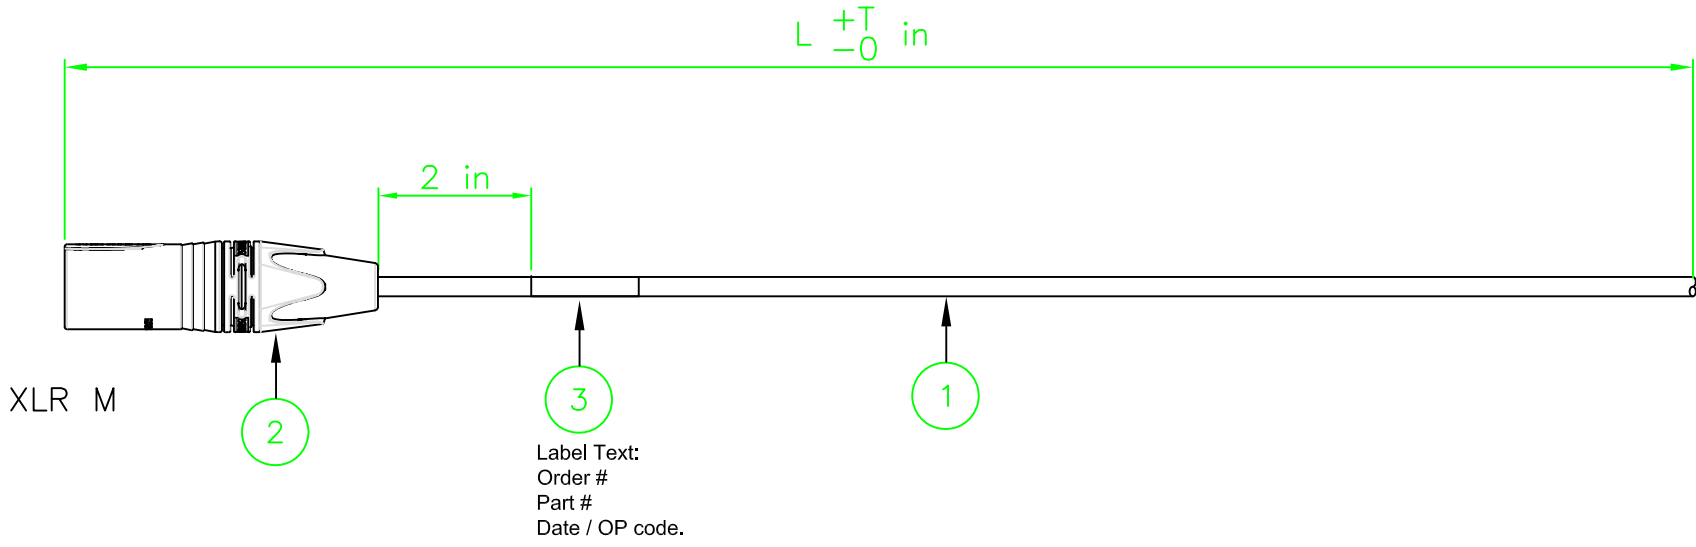 L +T -0 in
2 in
XLR M
2
3
1
Label Text:
Order #
Part #
Date / OP code.